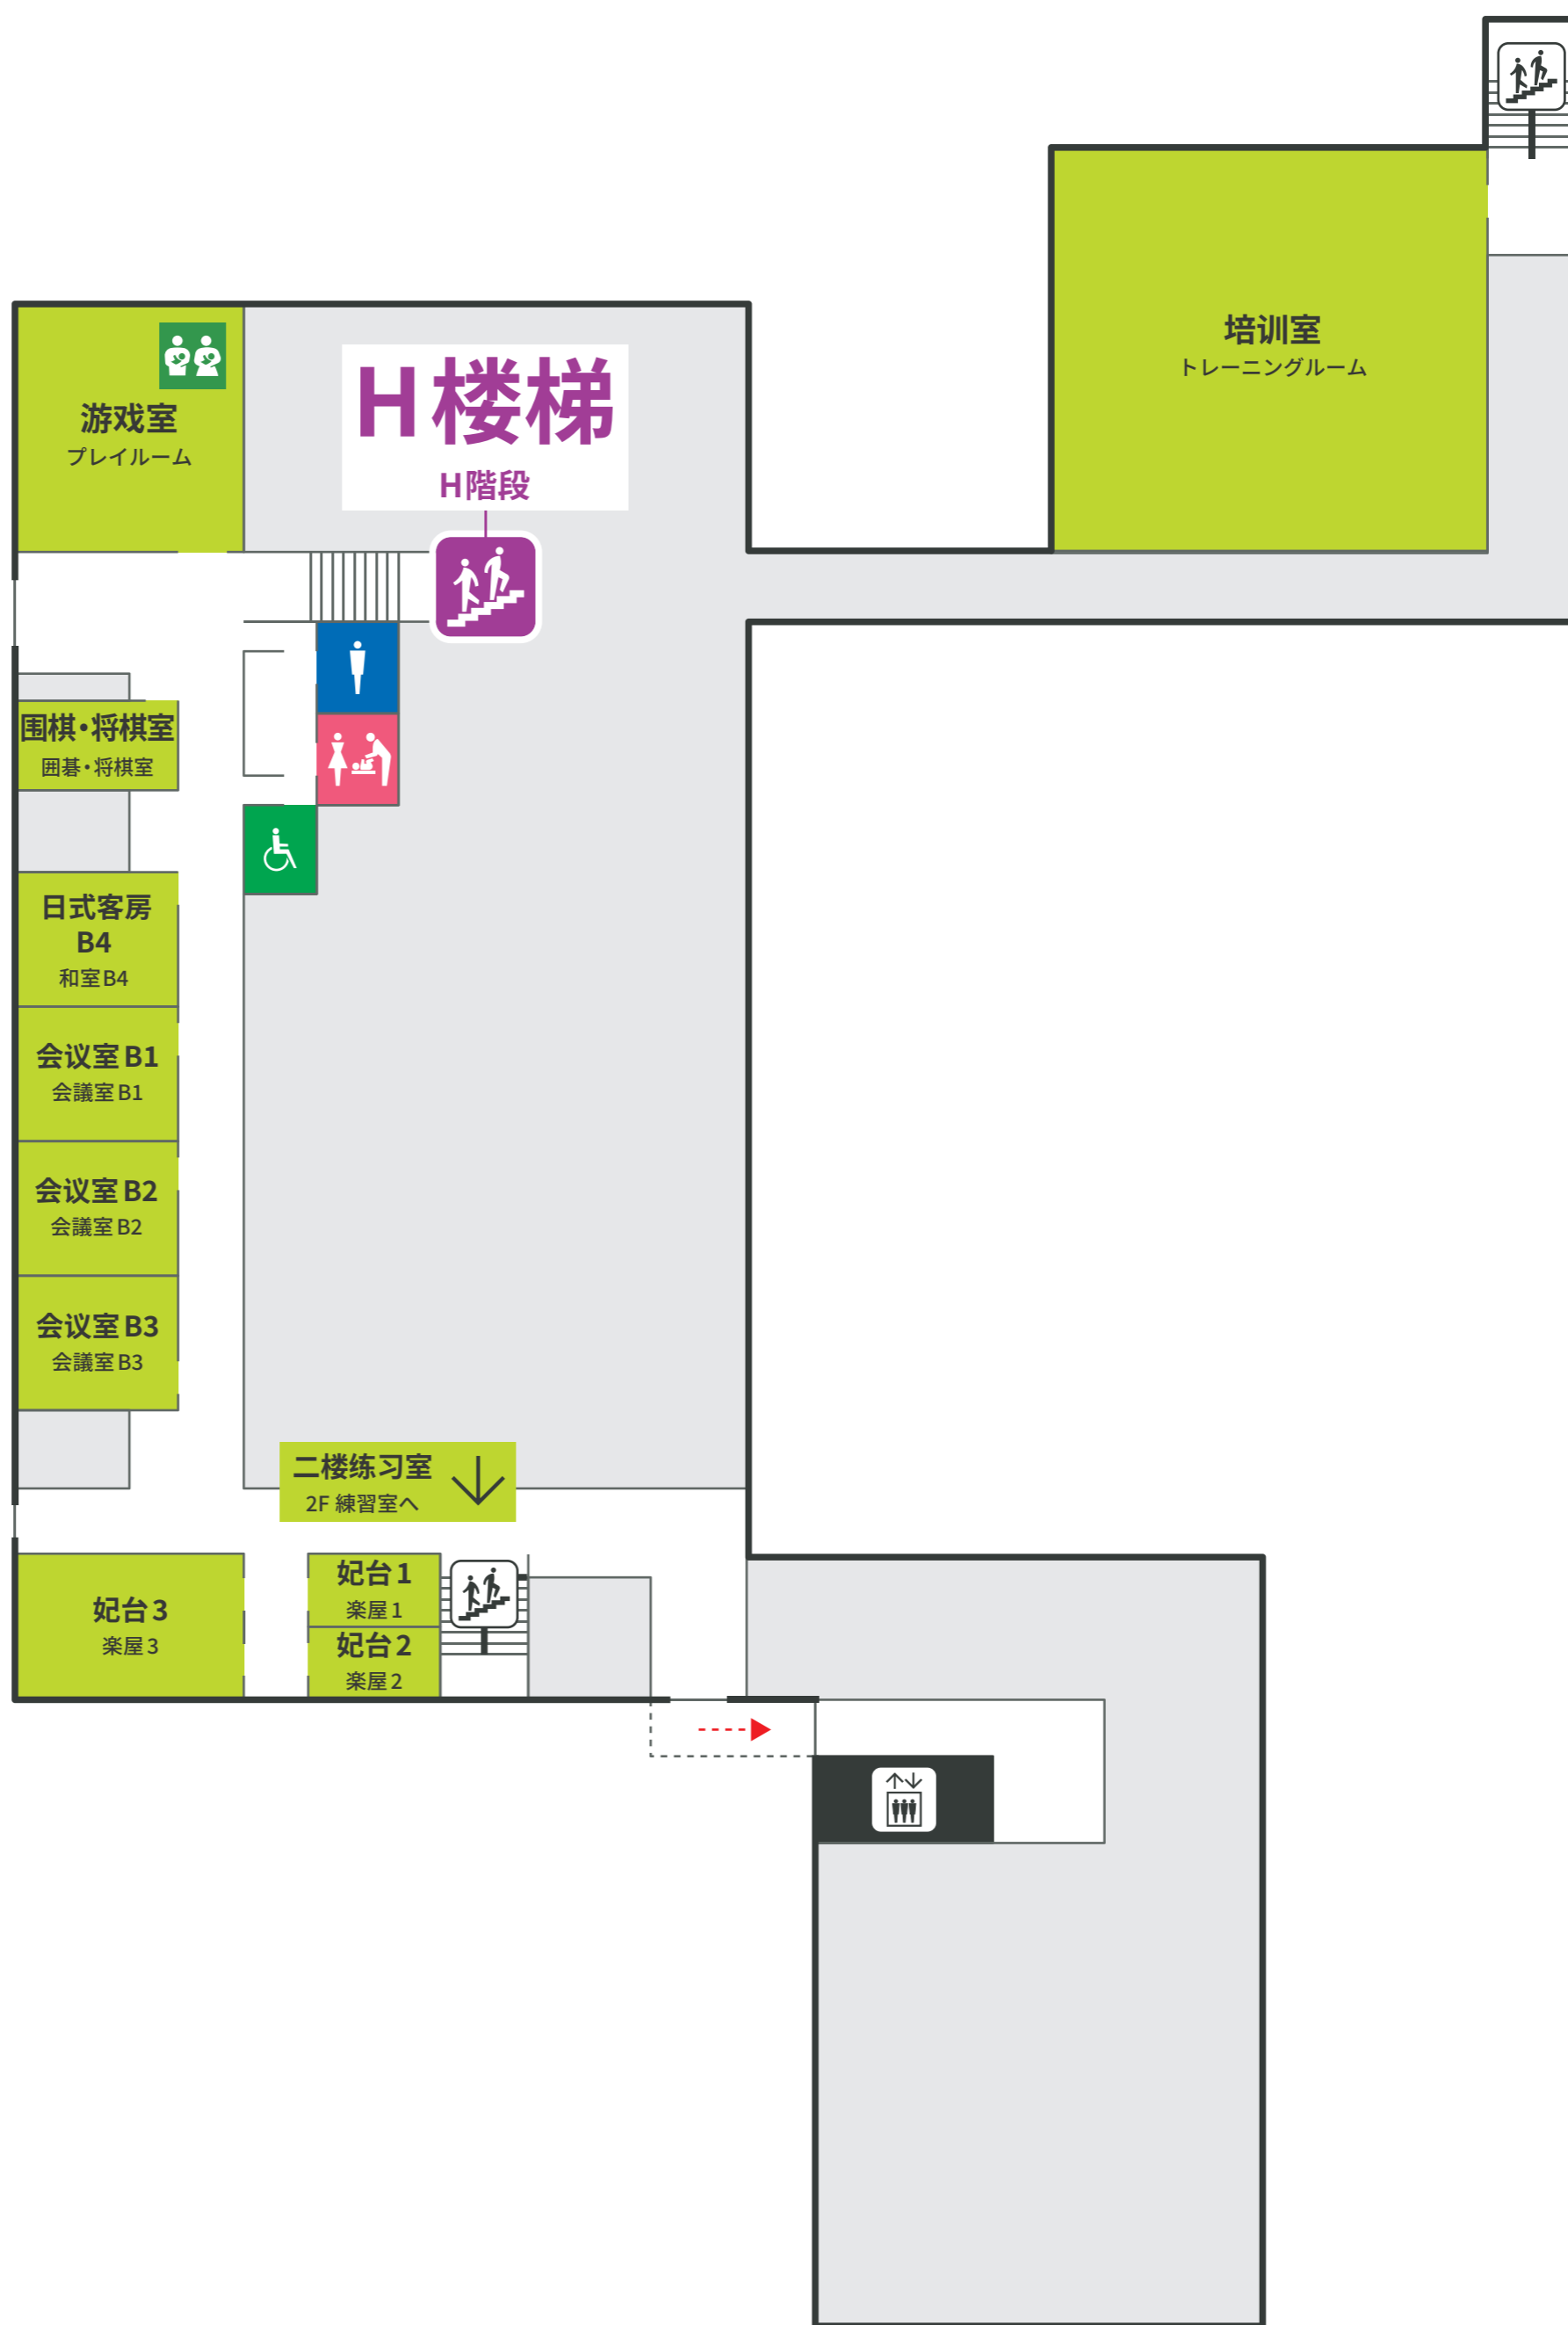 培训室
トレーニングルーム
游戏室
プレイルーム
H楼梯
H階段
围棋・将棋室
囲碁・将棋室
日式客房
B4
和室B4
会议室B1
会議室B1
会议室B2
会議室B2
会议室B3
会議室B3
二楼练习室
2F 練習室へ
妃台1
楽屋1
妃台2
楽屋2
妃台3
楽屋3